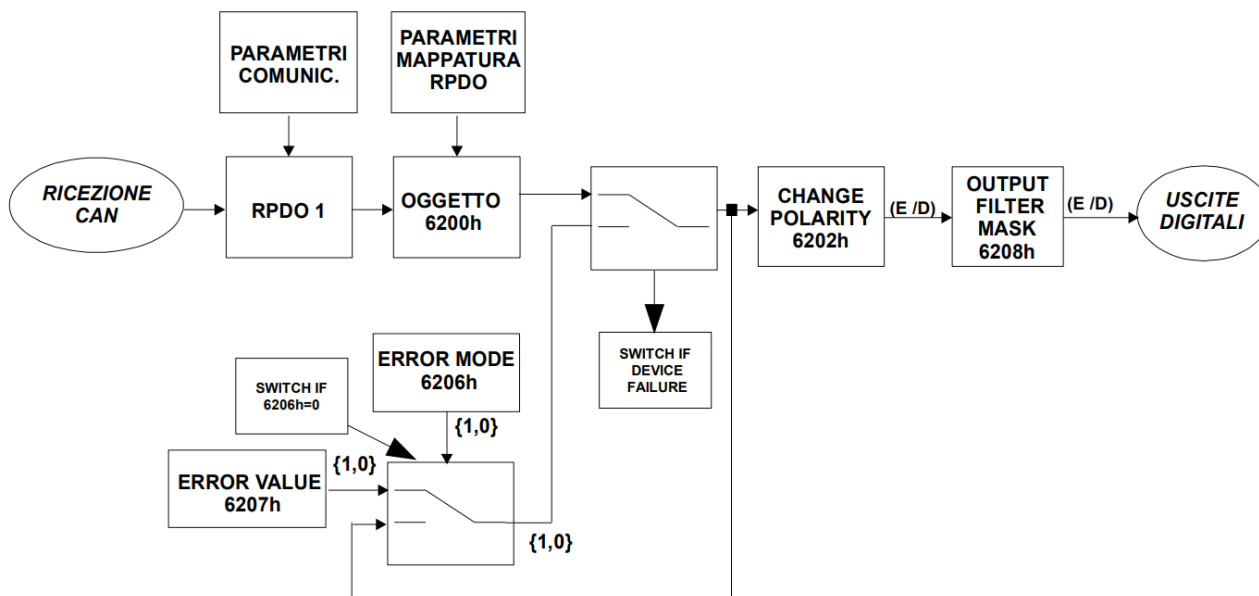 PARAMETRI
COMUNIC.
PARAMETRI
MAPPATURA
RPDO
RICEZIONE
CAN
RPDO 1
OGGETTO
6200h
CHANGE
POLARITY
6202h
(E /D)
OUTPUT
FILTER
MASK
6208h
(E /D)
USCITE
DIGITALI
SWITCH IF
DEVICE
FAILURE
ERROR MODE
6206h
SWITCH IF
6206h=0
{1,0}
ERROR VALUE
6207h
{1,0}
{1,0}